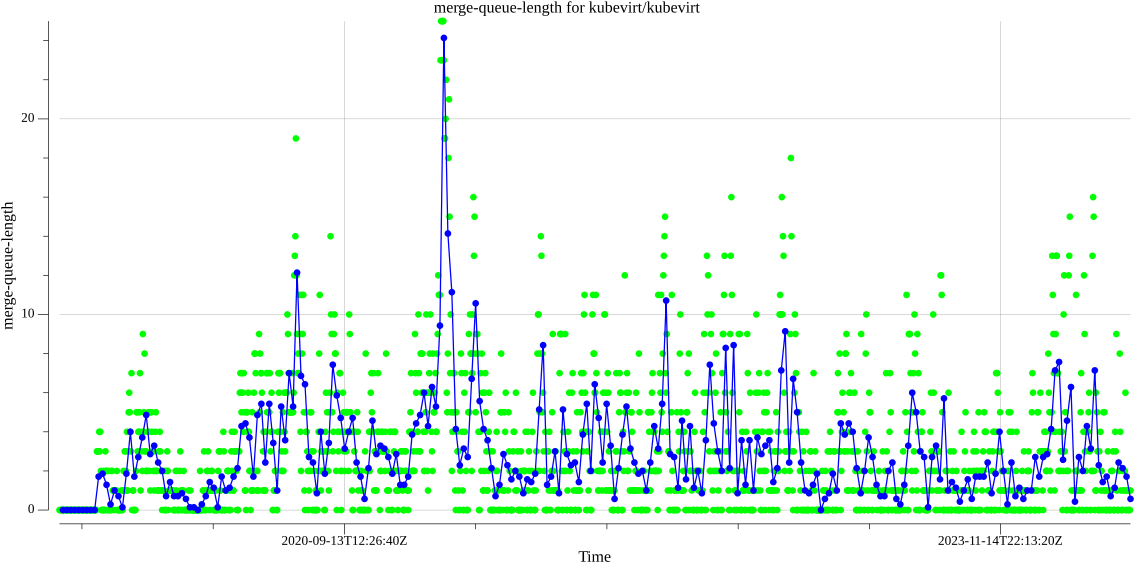 merge-queue-length for kubevirt/kubevirt
merge-queue-length
20
10
0
2020-09-13T12:26:40Z
2023-11-14T22:13:20Z
Time